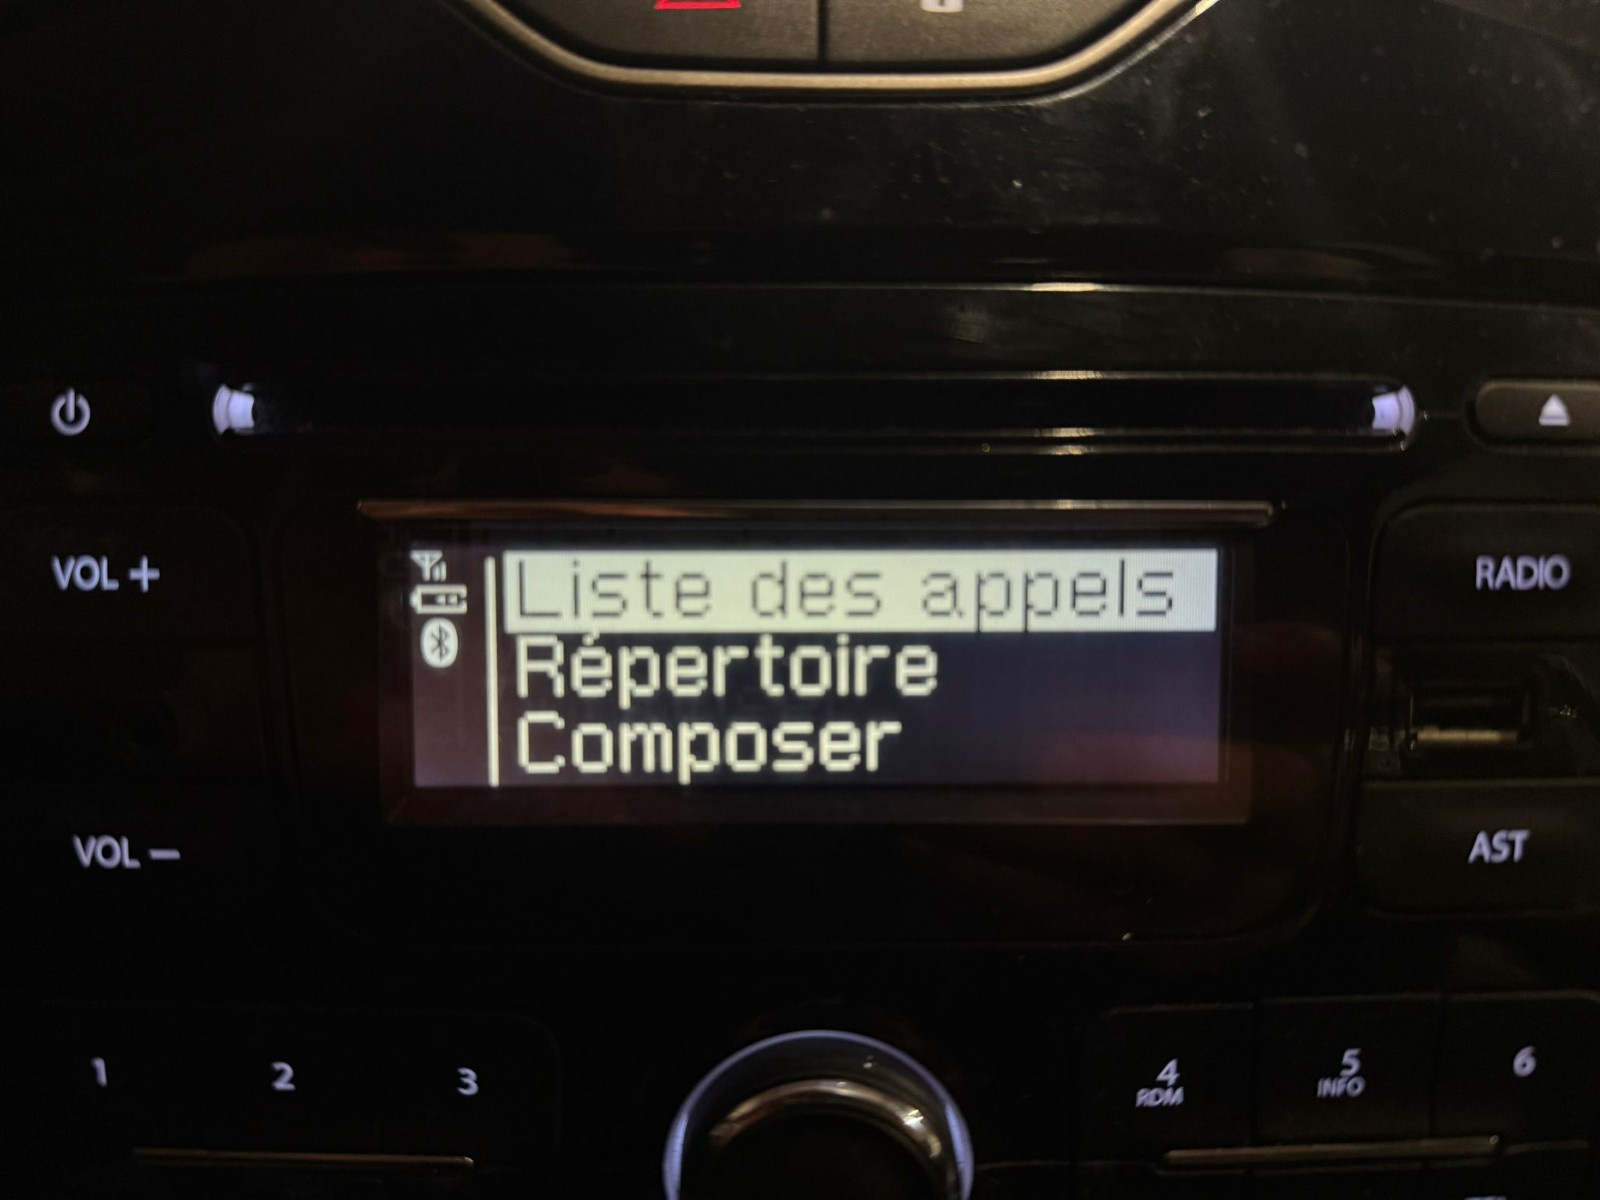 VOL +
Liste des appels
Répertoire
Composer
RADIO
VOL –
AST
1
2
3
4
RDM
5
INFO
6